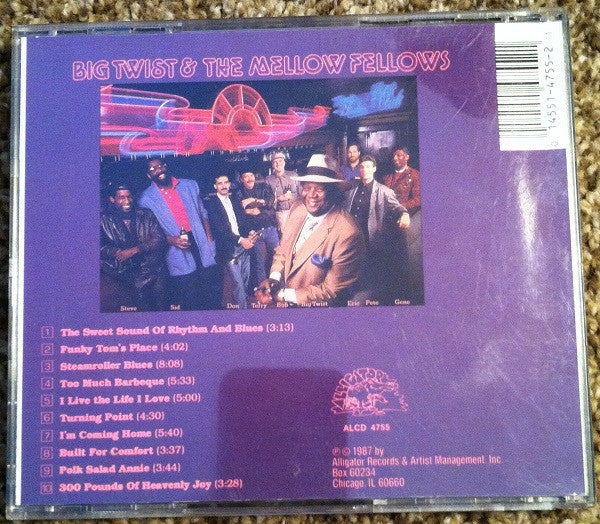 BIG TWIST & THE MELLOW FELLOWS
0 14551-4755-2
Steve Sid Don Terry Bob Big Twist Eric Pete Gene
1 The Sweet Sound Of Rhythm And Blues (3:13)
2 Funky Tom's Place (4:02)
3 Steamroller Blues (8:08)
4 Too Much Barbeque (5:33)
5 I Live the Life I Love (5:00)
6 Turning Point (4:30)
7 I'm Coming Home (5:40)
8 Built For Comfort (3:37)
9 Polk Salad Annie (3:44)
10 300 Pounds Of Heavenly Joy (3:28)
ALLIGATOR
ALCD 4755
℗ © 1987 by
Alligator Records & Artist Management, Inc
Box 60234
Chicago, IL 60660